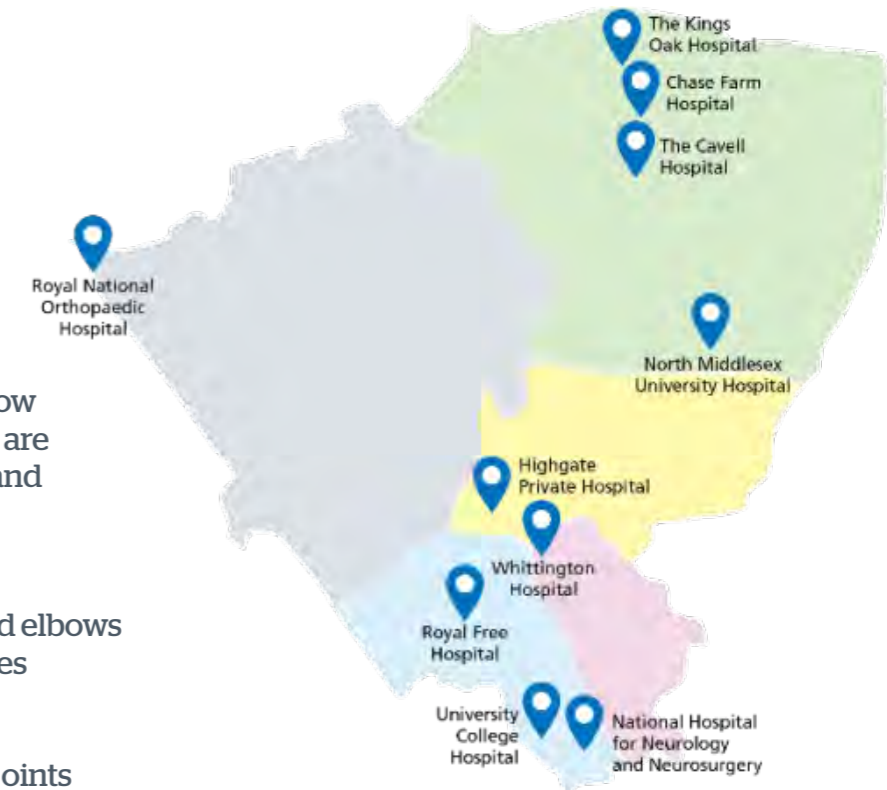 The Kings
Oak Hospital
Chase Farm
Hospital
The Cavell
Hospital
Royal National
Orthopaedic
Hospital
North Middlesex
University Hospital
Highgate
Private Hospital
Whittington
Hospital
Royal Free
Hospital
University
College
Hospital
National Hospital
for Neurology
and Neurosurgery
ow
are
and
d elbows
es
oints